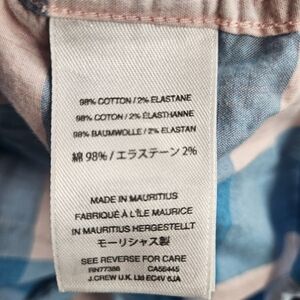 98% COTTON / 2% ELASTANE
98% COTON / 2% ÉLASTHANNE
98% BAUMWOLLE / 2% ELASTAN
綿 98% / エラステーン 2%
MADE IN MAURITIUS
FABRIQUÉ À L'ÎLE MAURICE
IN MAURITIUS HERGESTELLT
モーリシャス製
SEE REVERSE FOR CARE
RN77388 CA56445
J.CREW U.K. Ltd EC4V 6JA